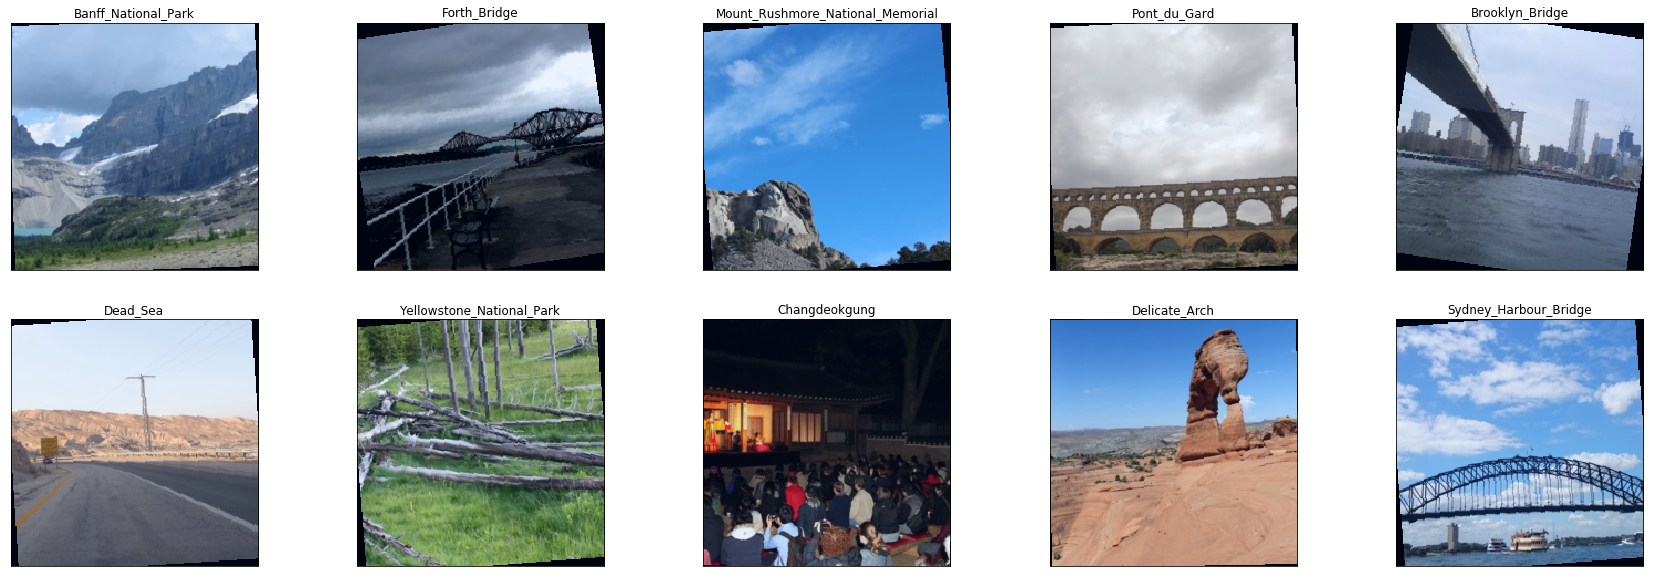 Banff_National_Park
Forth_Bridge
Mount_Rushmore_National_Memorial
Pont_du_Gard
Brooklyn_Bridge
Dead_Sea
Yellowstone_National_Park
Changdeokgung
Delicate_Arch
Sydney_Harbour_Bridge